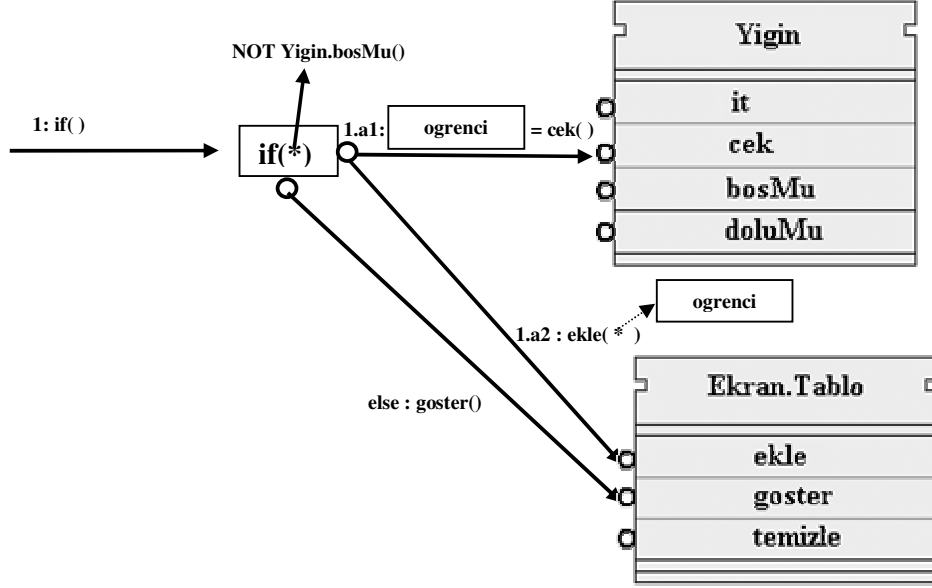 Yigin
NOT Yigin.bosMu()
it
1: if( )
1.a1:
ogrenci
= cek( )
cek
if(*)
bosMu
doluMu
ogrenci
1.a2 : ekle( * )
Ekran.Tablo
else : goster()
ekle
goster
temizle